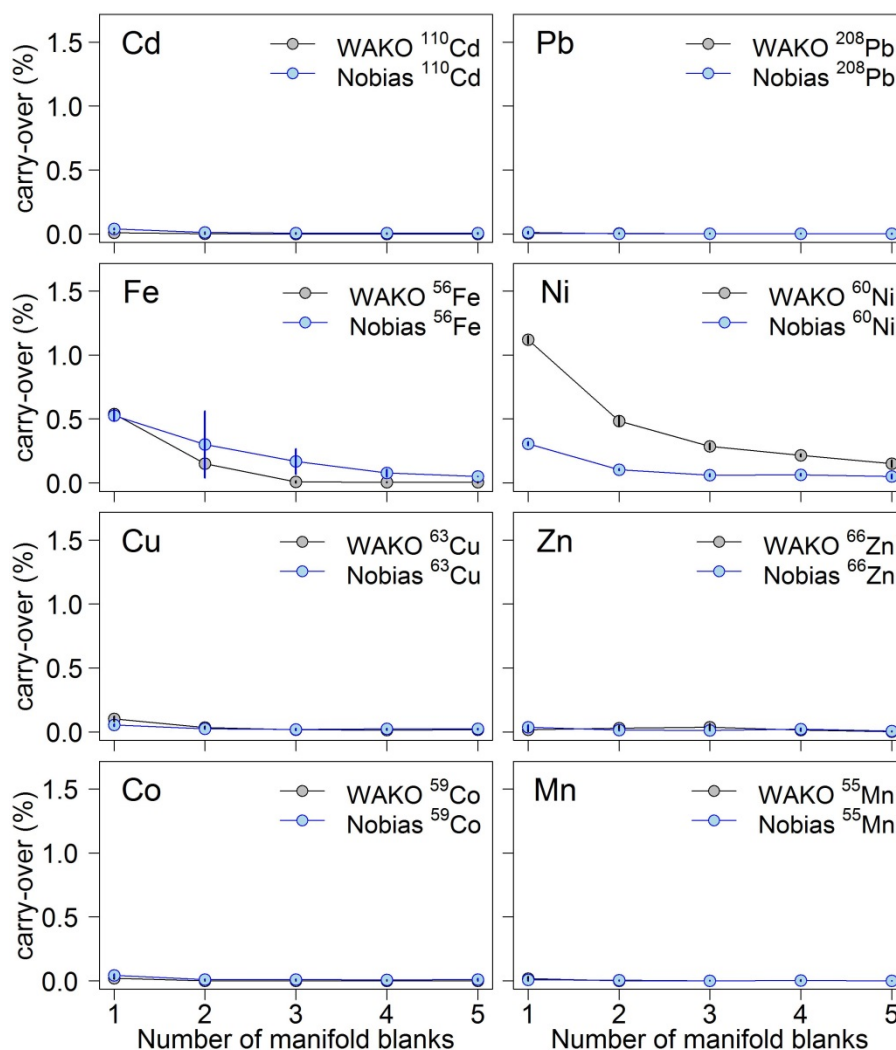 Cd
WAKO ¹¹⁰Cd
Nobias ¹¹⁰Cd
Pb
WAKO ²⁰⁸Pb
Nobias ²⁰⁸Pb
carry-over (%)
1.5
1.0
0.5
0.0
Fe
WAKO ⁵⁶Fe
Nobias ⁵⁶Fe
Ni
WAKO ⁶⁰Ni
Nobias ⁶⁰Ni
carry-over (%)
1.5
1.0
0.5
0.0
Cu
WAKO ⁶³Cu
Nobias ⁶³Cu
Zn
WAKO ⁶⁶Zn
Nobias ⁶⁶Zn
carry-over (%)
1.5
1.0
0.5
0.0
Co
WAKO ⁵⁹Co
Nobias ⁵⁹Co
Mn
WAKO ⁵⁵Mn
Nobias ⁵⁵Mn
carry-over (%)
1.5
1.0
0.5
0.0
1 2 3 4 5
1 2 3 4 5
Number of manifold blanks
Number of manifold blanks